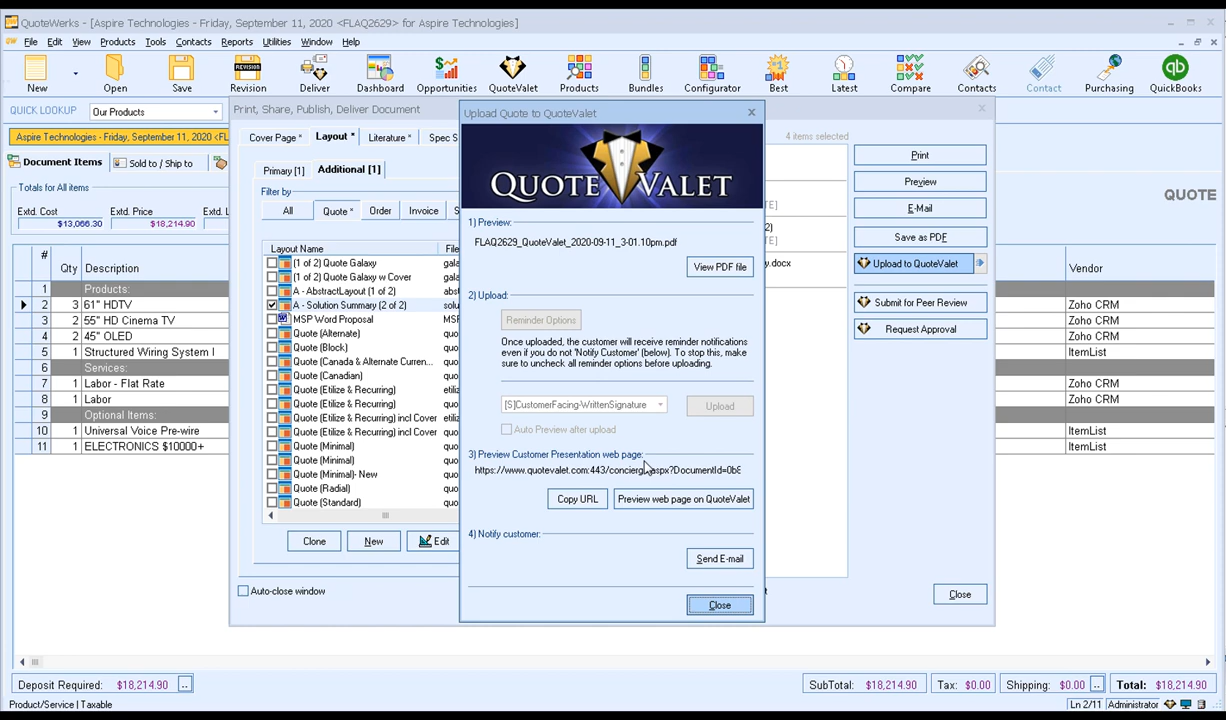 QuoteWerks - [Aspire Technologies - Friday, September 11, 2020 <FLAQ2629> for Aspire Technologies]
File Edit View Products Tools Contacts Reports Utilities Window Help
New Open Save Revision Deliver Dashboard Opportunities QuoteValet Products Bundles Configurator Best Latest Compare Contacts Contact Purchasing QuickBooks
QUICK LOOKUP Our Products
Aspire Technologies - Friday, September 11, 2020 <FL
Document Items Sold to / Ship to
Totals for All items
Extd. Cost Extd. Price Extd. L
$13,066.30 $18,214.90
QUOTE
# Qty Description Vendor
1 Products:
2 3 61" HDTV Zoho CRM
3 2 55" HD Cinema TV Zoho CRM
4 2 45" OLED Zoho CRM
5 1 Structured Wiring System I ItemList
6 Services:
7 1 Labor - Flat Rate Zoho CRM
8 1 Labor Zoho CRM
9 Optional Items:
10 1 Universal Voice Pre-wire ItemList
11 1 ELECTRONICS $10000+ ItemList
Print, Share, Publish, Deliver Document
Cover Page * Layout * Literature * Spec S
4 items selected
Primary [1] Additional [1]
Filter by
All Quote * Order Invoice S
Layout Name File
(1 of 2) Quote Galaxy gala
(1 of 2) Quote Galaxy w Cover gala
A - AbstractLayout (1 of 2) abst
A - Solution Summary (2 of 2) solu
MSP Word Proposal MSF
Quote (Alternate) Quo
Quote (Block) Quo
Quote (Canada & Alternate Curren... Quo
Quote (Canadian) Quo
Quote (Etilize & Recurring) etiliz
Quote (Etilize & Recurring) Quo
Quote (Etilize & Recurring) incl Cover Quo
Quote (Etilize & Recurring) incl Cover Quo
Quote (Minimal) Quo
Quote (Minimal) Quo
Quote (Minimal)- New Quo
Quote (Radial) Quo
Quote (Standard) Quo
Clone New Edit
Auto-close window
TE]
2)
TE]
y.docx
Print
Preview
E-Mail
Save as PDF
Upload to QuoteValet
Submit for Peer Review
Request Approval
Close
Upload Quote to QuoteValet
QUOTE VALET
1) Preview:
FLAQ2629_QuoteValet_2020-09-11_3-01.10pm.pdf
View PDF file
2) Upload:
Reminder Options
Once uploaded, the customer will receive reminder notifications
even if you do not 'Notify Customer' (below). To stop this, make
sure to uncheck all reminder options before uploading.
[S]CustomerFacing-WrittenSignature Upload
Auto Preview after upload
3) Preview Customer Presentation web page:
Copy URL Preview web page on QuoteValet
4) Notify customer:
Send E-mail
Close
Deposit Required: $18,214.90 .. SubTotal: $18,214.90 Tax: $0.00 Shipping: $0.00 .. Total: $18,214.90
Product/Service | Taxable Ln 2/11 Administrator